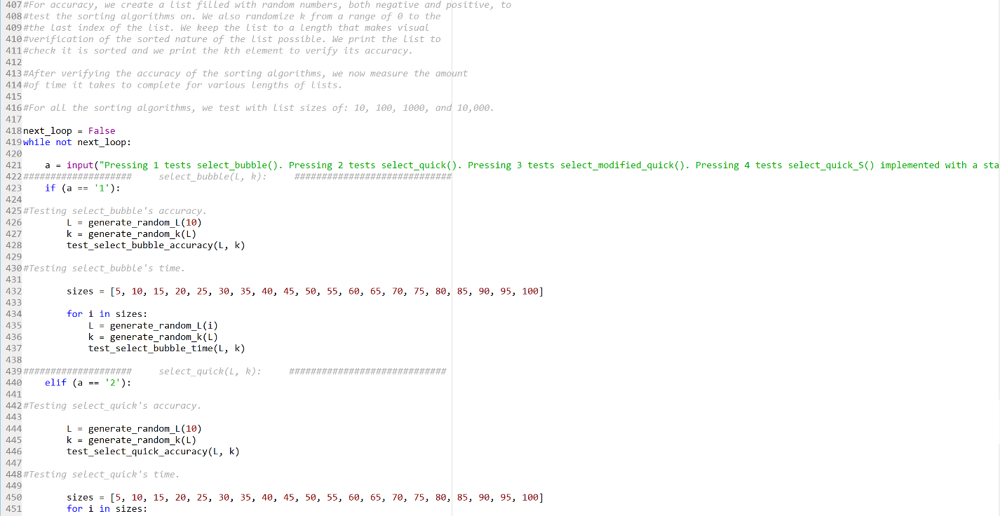 407 #For accuracy, we create a list filled with random numbers, both negative and positive, to
408 #test the sorting algorithms on. We also randomize k from a range of 0 to the
409 #the last index of the list. We keep the list to a length that makes visual
410 #verification of the sorted nature of the list possible. We print the list to
411 #check it is sorted and we print the kth element to verify its accuracy.
412
413 #After verifying the accuracy of the sorting algorithms, we now measure the amount
414 #of time it takes to complete for various lengths of lists.
415
416 #For all the sorting algorithms, we test with list sizes of: 10, 100, 1000, and 10,000.
417
418 next_loop = False
419 while not next_loop:
420
421     a = input("Pressing 1 tests select_bubble(). Pressing 2 tests select_quick(). Pressing 3 tests select_modified_quick(). Pressing 4 tests select_quick_S() implemented with a sta
422 ####################     select_bubble(L, k):     #############################
423     if (a == '1'):
424
425 #Testing select_bubble's accuracy.
426         L = generate_random_L(10)
427         k = generate_random_k(L)
428         test_select_bubble_accuracy(L, k)
429
430 #Testing select_bubble's time.
431
432         sizes = [5, 10, 15, 20, 25, 30, 35, 40, 45, 50, 55, 60, 65, 70, 75, 80, 85, 90, 95, 100]
433
434         for i in sizes:
435             L = generate_random_L(i)
436             k = generate_random_k(L)
437             test_select_bubble_time(L, k)
438
439 ####################     select_quick(L, k):     #############################
440     elif (a == '2'):
441
442 #Testing select_quick's accuracy.
443
444         L = generate_random_L(10)
445         k = generate_random_k(L)
446         test_select_quick_accuracy(L, k)
447
448 #Testing select_quick's time.
449
450         sizes = [5, 10, 15, 20, 25, 30, 35, 40, 45, 50, 55, 60, 65, 70, 75, 80, 85, 90, 95, 100]
451         for i in sizes: